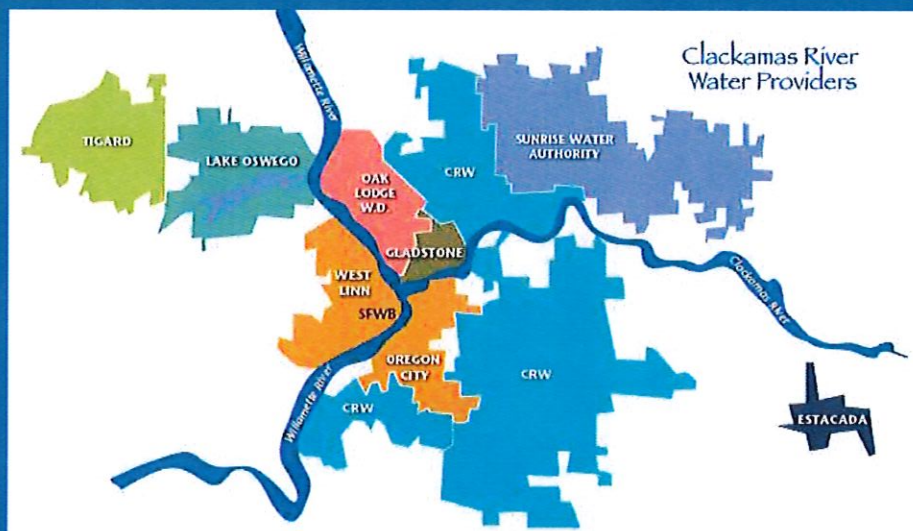 Clackamas River
Water Providers
Willamette River
TIGARD
LAKE OSWEGO
OAK
LODGE
W.D.
CRW
SUNRISE WATER
AUTHORITY
GLADSTONE
WEST
LINN
SFWB
Clackamas River
OREGON
CITY
CRW
Willamette River
CRW
ESTACADA